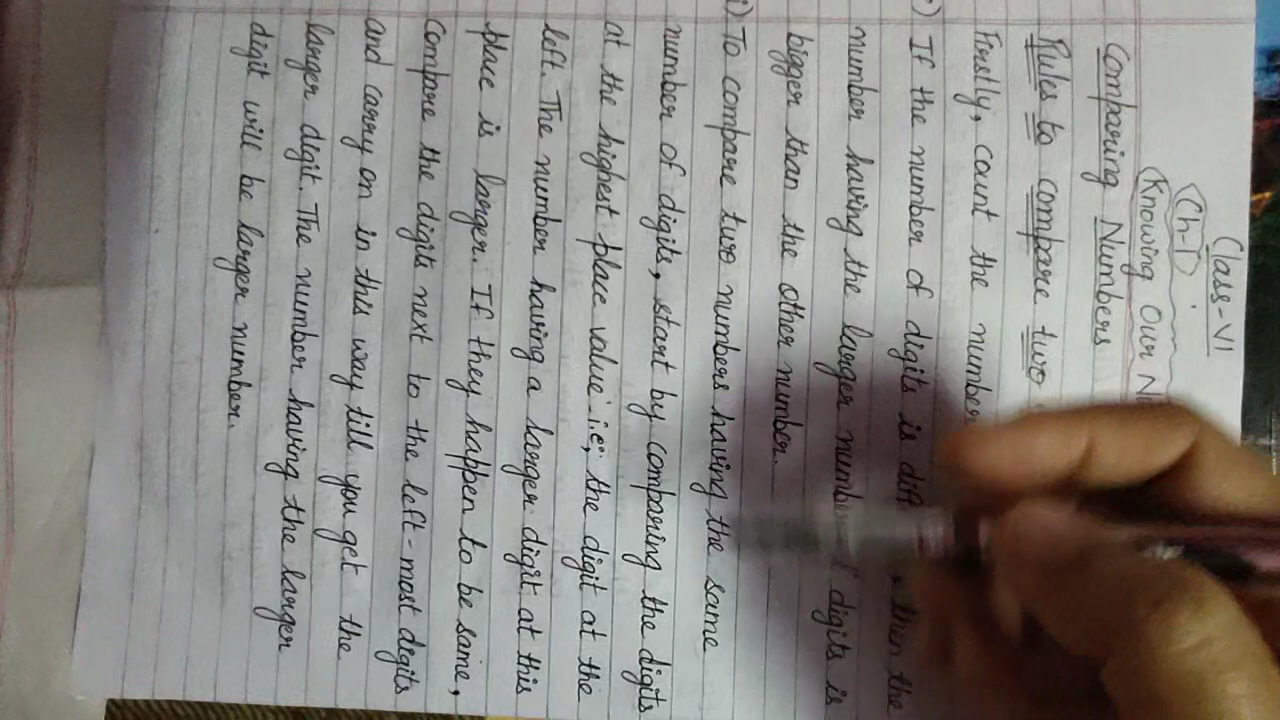 Class-VI
Ch-1
Knowing Our
Comparing Numbers
Rules to compare two
Firstly, count the number
If the number of digits is then the
number having the larger number digits is
bigger than the other number.
To compare two numbers having the same
number of digits, start by comparing the digits
at the highest place value i.e; the digit at the
left. The number having a larger digit at this
place is larger. If they happen to be same,
compare the digits next to the left-most digits
and carry on in this way till you get the
larger digit. The number having the larger
digit will be larger number.